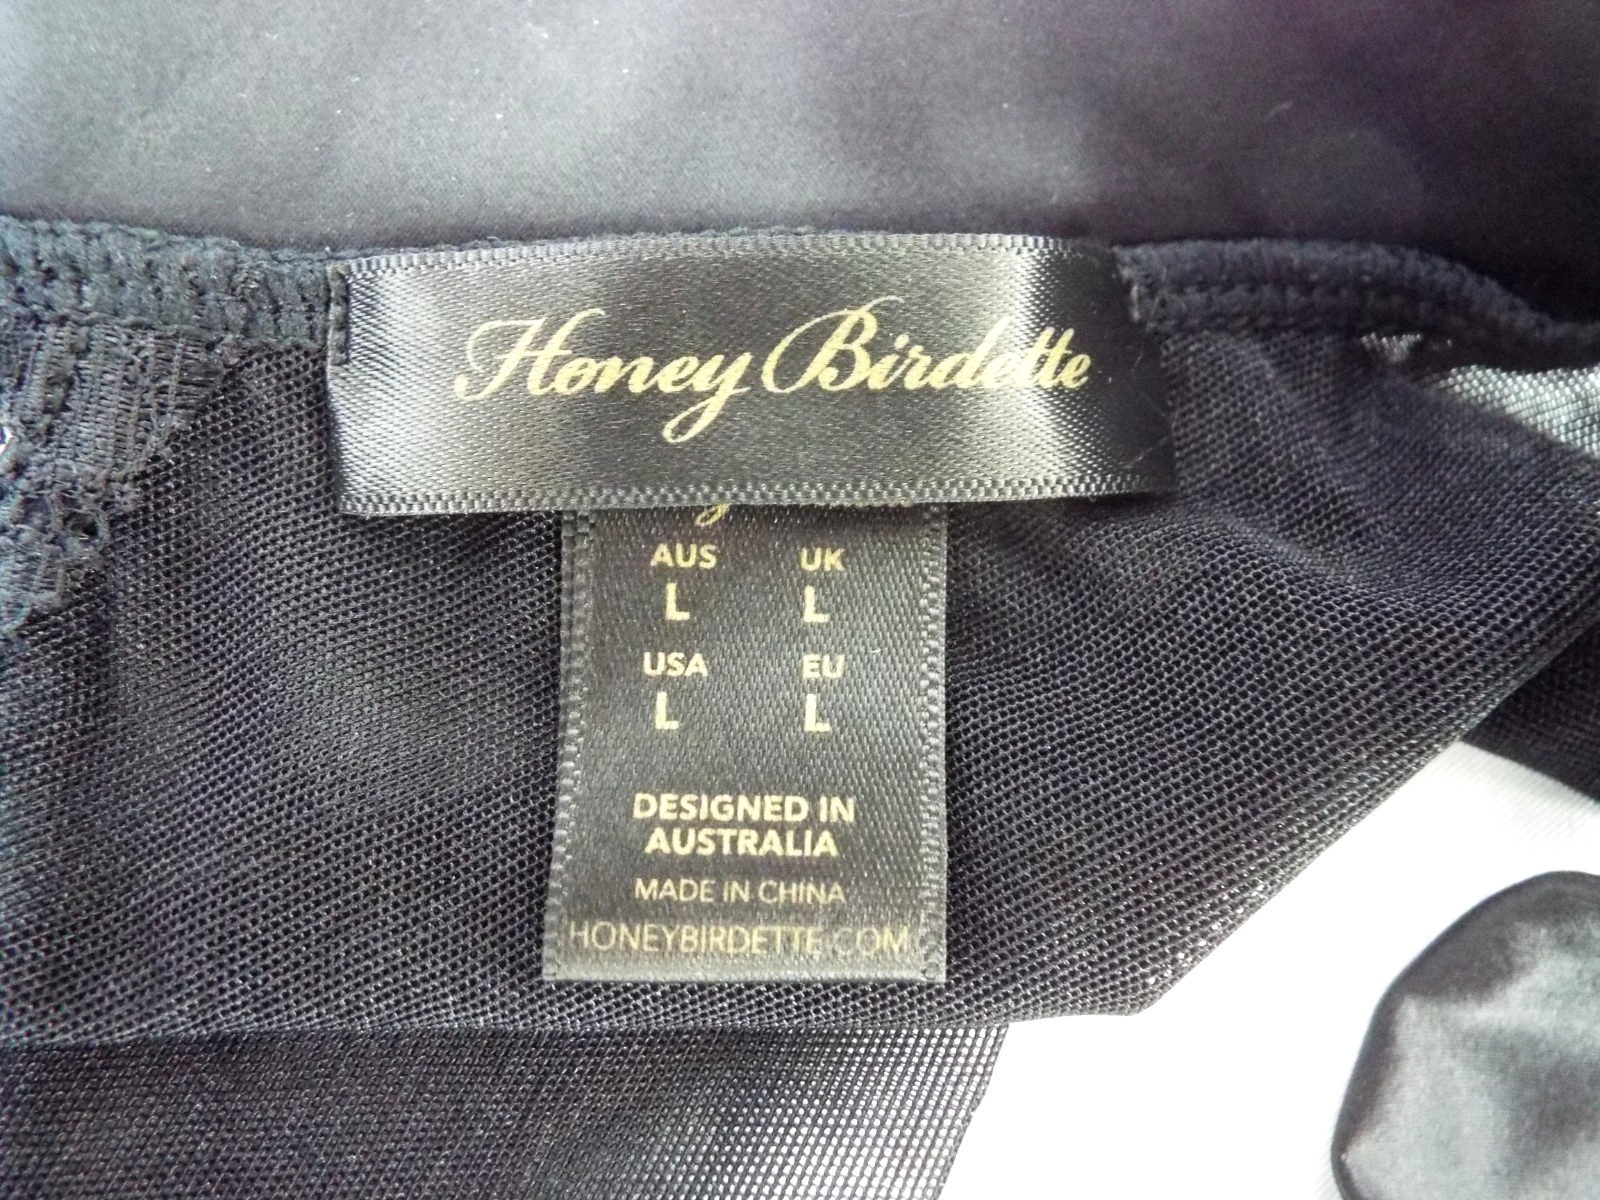 Honey Birdette
AUS UK
L L
USA EU
L L
DESIGNED IN
AUSTRALIA
MADE IN CHINA
HONEYBIRDETTE.COM